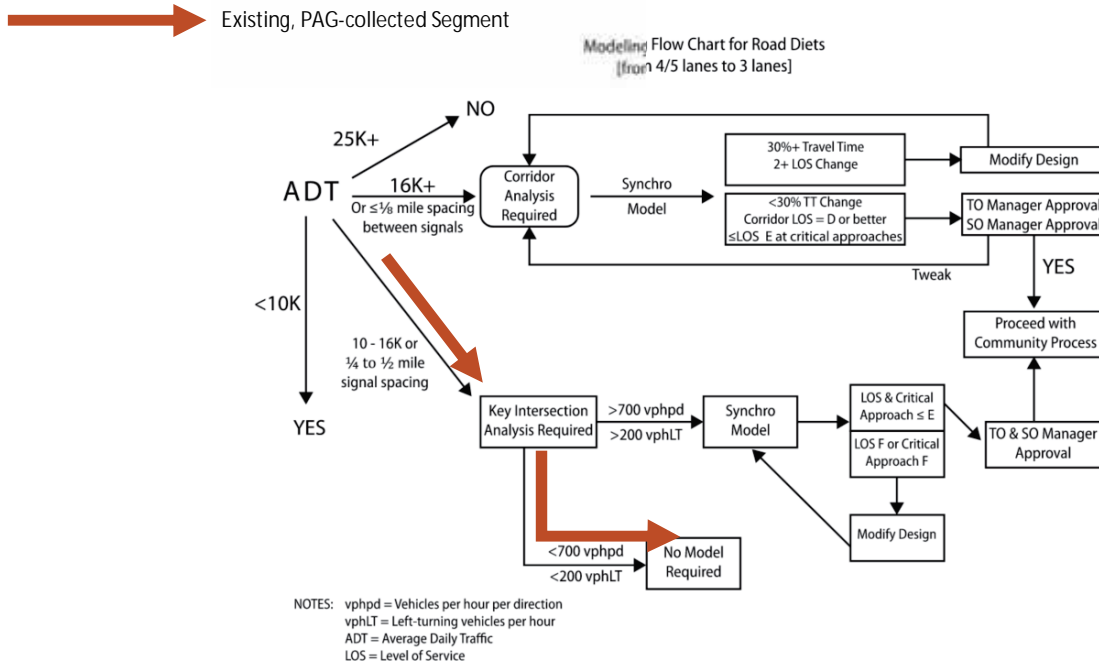 Existing, PAG-collected Segment
Modeling Flow Chart for Road Diets
[from 4/5 lanes to 3 lanes]
NO
25K+
ADT
16K+
Or ≤⅛ mile spacing
between signals
Corridor
Analysis
Required
Synchro
Model
30%+ Travel Time
2+ LOS Change
Modify Design
<30% TT Change
Corridor LOS = D or better
≤LOS E at critical approaches
TO Manager Approval
SO Manager Approval
Tweak
YES
<10K
Proceed with
Community Process
10 - 16K or
¼ to ½ mile
signal spacing
YES
Key Intersection
Analysis Required
>700 vphpd
>200 vphLT
Synchro
Model
LOS & Critical
Approach ≤ E
LOS F or Critical
Approach F
TO & SO Manager
Approval
Modify Design
<700 vphpd
<200 vphLT
No Model
Required
NOTES: vphpd = Vehicles per hour per direction
vphLT = Left-turning vehicles per hour
ADT = Average Daily Traffic
LOS = Level of Service